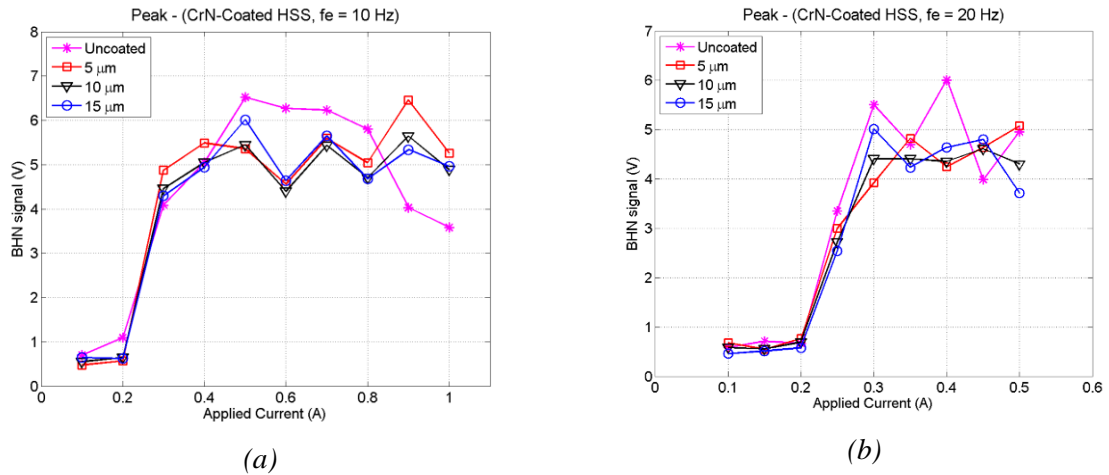 Peak - (CrN-Coated HSS, fe = 10 Hz)
8
7
6
5
4
3
2
1
0
BHN signal (V)
Uncoated
5 μm
10 μm
15 μm
0
0.2
0.4
0.6
0.8
1
Applied Current (A)
(a)
Peak - (CrN-Coated HSS, fe = 20 Hz)
7
6
5
4
3
2
1
0
BHN signal (V)
Uncoated
5 μm
10 μm
15 μm
0
0.1
0.2
0.3
0.4
0.5
0.6
Applied Current (A)
(b)